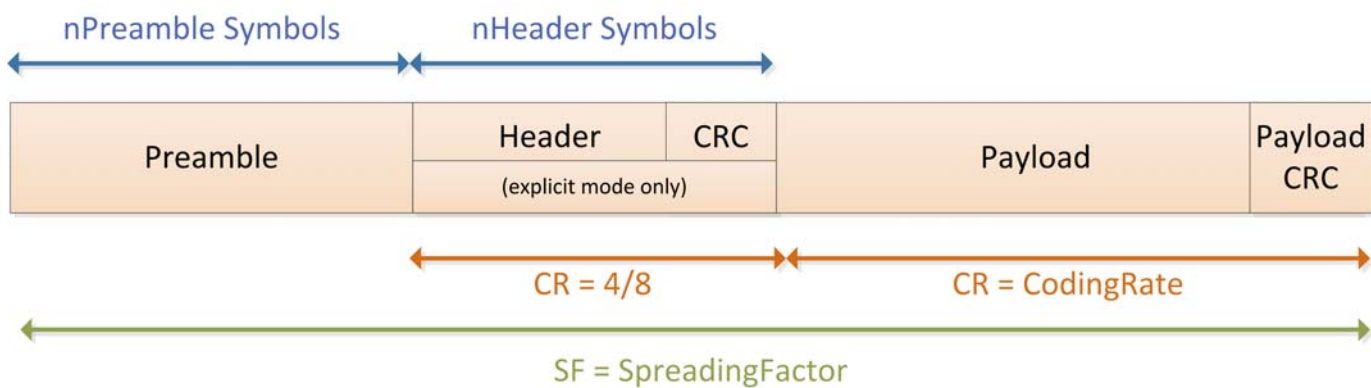 nPreamble Symbols
nHeader Symbols
Preamble
Header
CRC
(explicit mode only)
Payload
Payload
CRC
CR = 4/8
CR = CodingRate
SF = SpreadingFactor